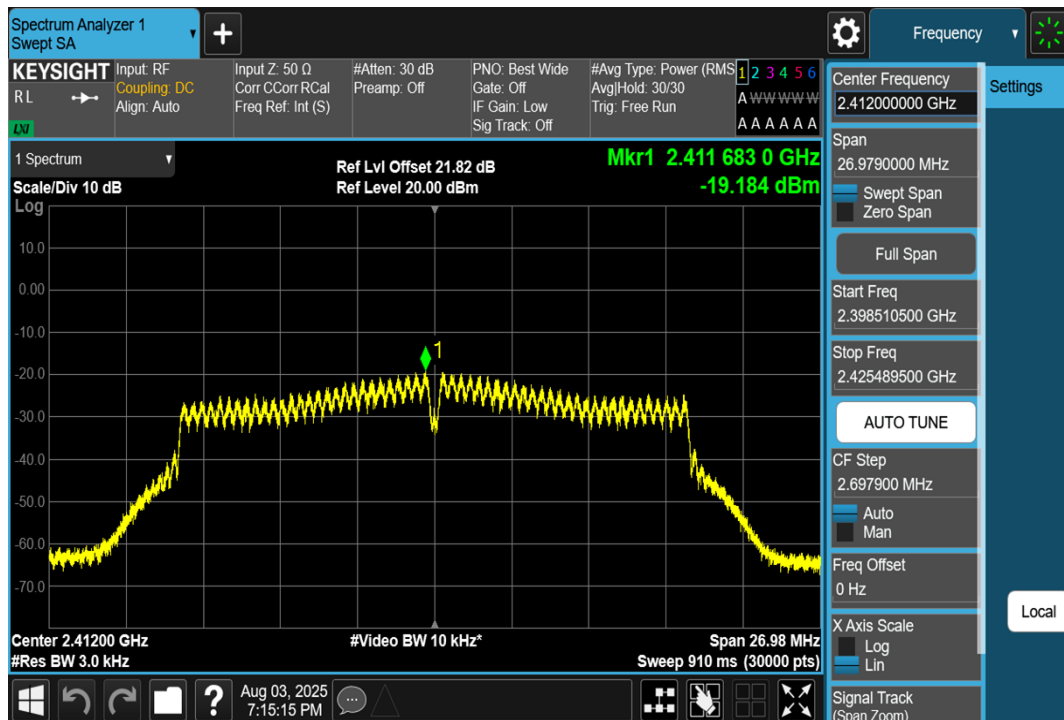 Spectrum Analyzer 1
Swept SA
+
Frequency
KEYSIGHT
RL
LXI
Input: RF
Coupling: DC
Align: Auto
Input Z: 50 Ω
Corr CCorr RCal
Freq Ref: Int (S)
#Atten: 30 dB
Preamp: Off
PNO: Best Wide
Gate: Off
IF Gain: Low
Sig Track: Off
#Avg Type: Power (RMS
Avg|Hold: 30/30
Trig: Free Run
1 2 3 4 5 6
A W W W W W
A A A A A A
Center Frequency
2.412000000 GHz
Settings
1 Spectrum
Ref Lvl Offset 21.82 dB
Mkr1 2.411 683 0 GHz
Scale/Div 10 dB
Ref Level 20.00 dBm
-19.184 dBm
Log
10.0
0.00
-10.0
-20.0
-30.0
-40.0
-50.0
-60.0
-70.0
1
Center 2.41200 GHz
#Video BW 10 kHz*
Span 26.98 MHz
#Res BW 3.0 kHz
Sweep 910 ms (30000 pts)
Span
26.9790000 MHz
Swept Span
Zero Span
Full Span
Start Freq
2.398510500 GHz
Stop Freq
2.425489500 GHz
AUTO TUNE
CF Step
2.697900 MHz
Auto
Man
Freq Offset
0 Hz
X Axis Scale
Log
Lin
Signal Track
(Span Zoom)
Local
?
Aug 03, 2025
7:15:15 PM